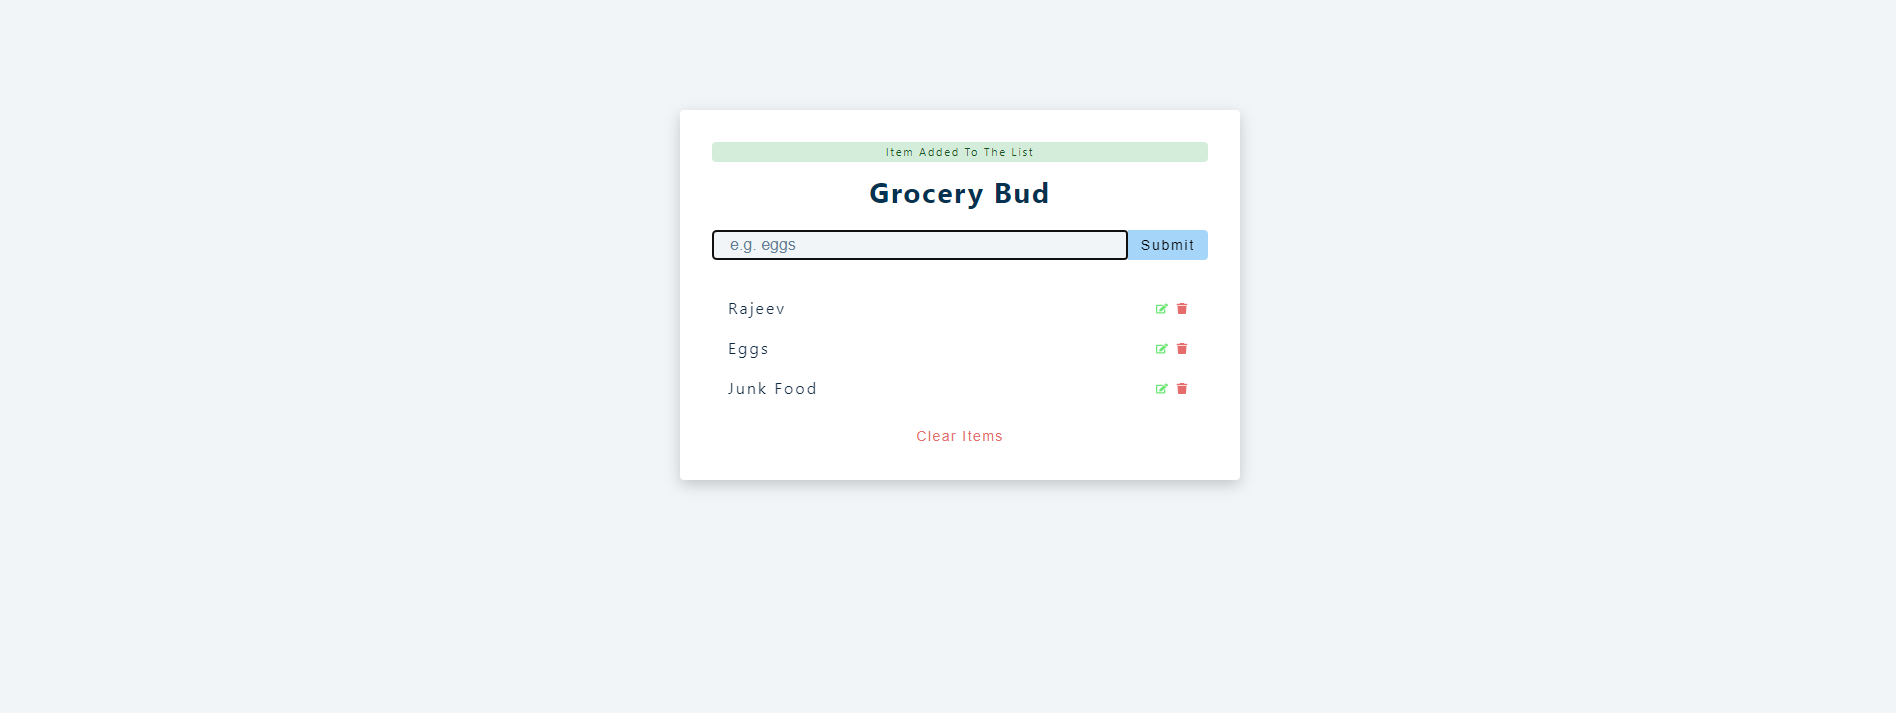 Item Added To The List
Grocery Bud
e.g. eggs
Submit
Rajeev
Eggs
Junk Food
Clear Items